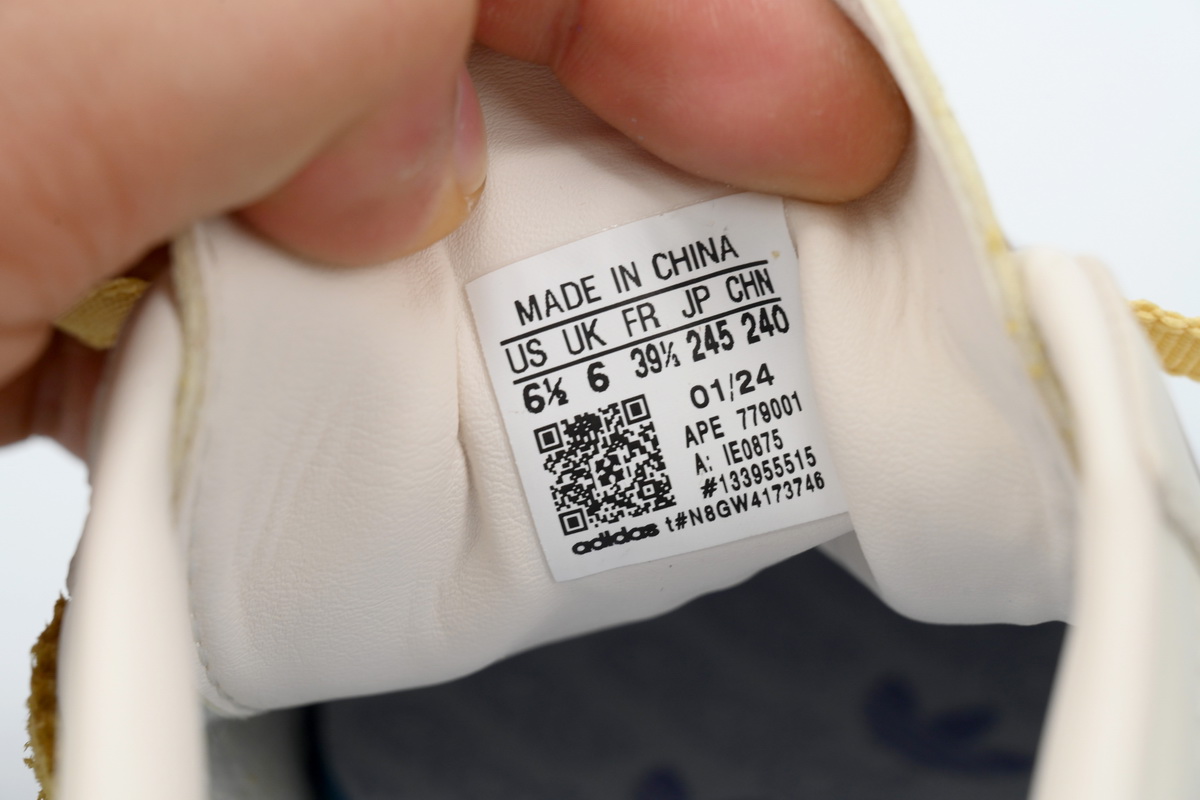 MADE IN CHINA
US UK FR JP CHN
6½ 6 39⅓ 245 240
01/24
APE 779001
A: IE0875
#133955515
adidas t#N8GW4173746